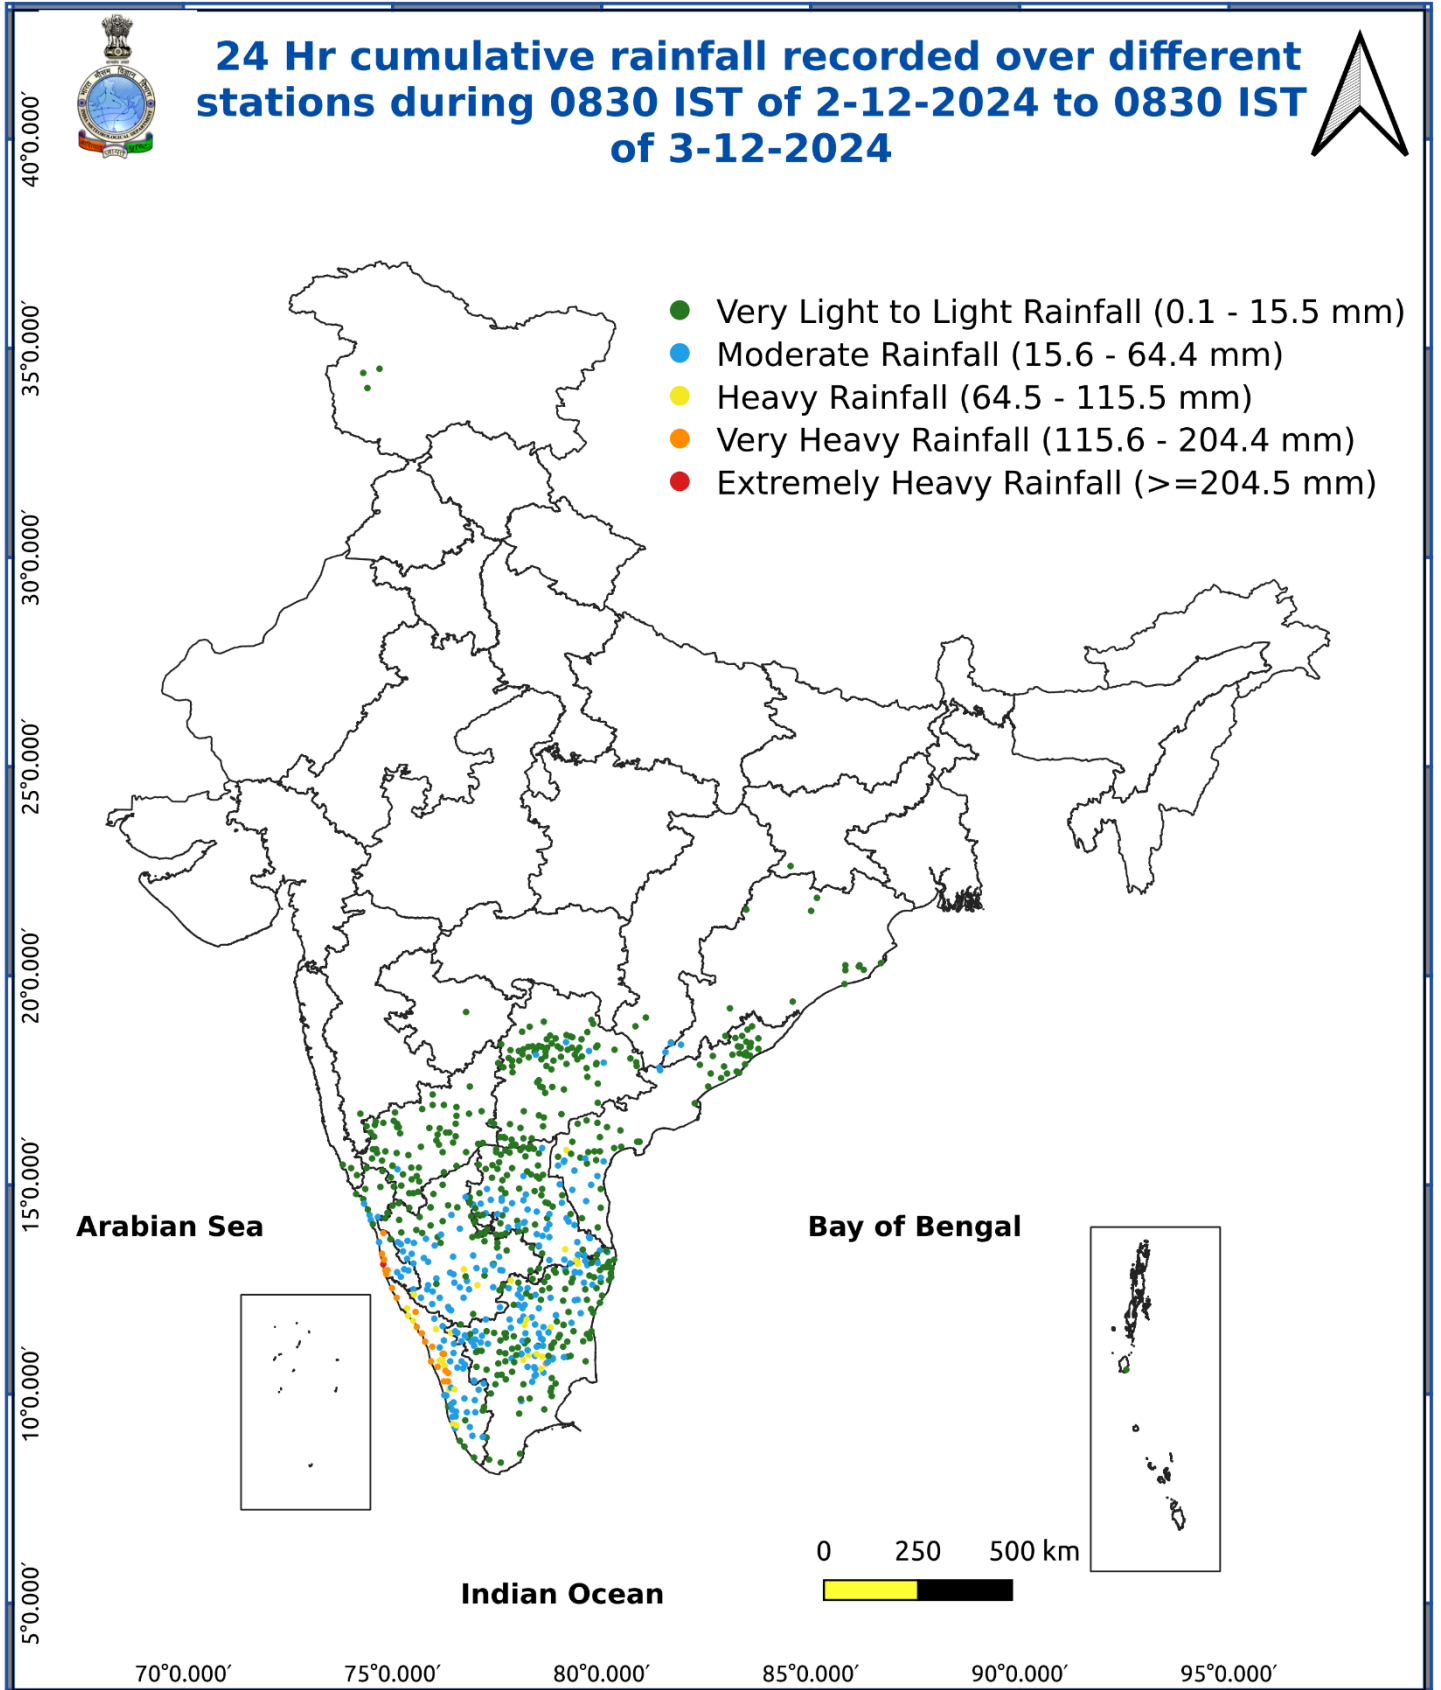 24 Hr cumulative rainfall recorded over different
stations during 0830 IST of 2-12-2024 to 0830 IST
of 3-12-2024
Very Light to Light Rainfall (0.1 - 15.5 mm)
Moderate Rainfall (15.6 - 64.4 mm)
Heavy Rainfall (64.5 - 115.5 mm)
Very Heavy Rainfall (115.6 - 204.4 mm)
Extremely Heavy Rainfall (>=204.5 mm)
40°0.000′
35°0.000′
30°0.000′
25°0.000′
20°0.000′
15°0.000′
10°0.000′
5°0.000′
Arabian Sea
Bay of Bengal
Indian Ocean
0 250 500 km
70°0.000′ 75°0.000′ 80°0.000′ 85°0.000′ 90°0.000′ 95°0.000′